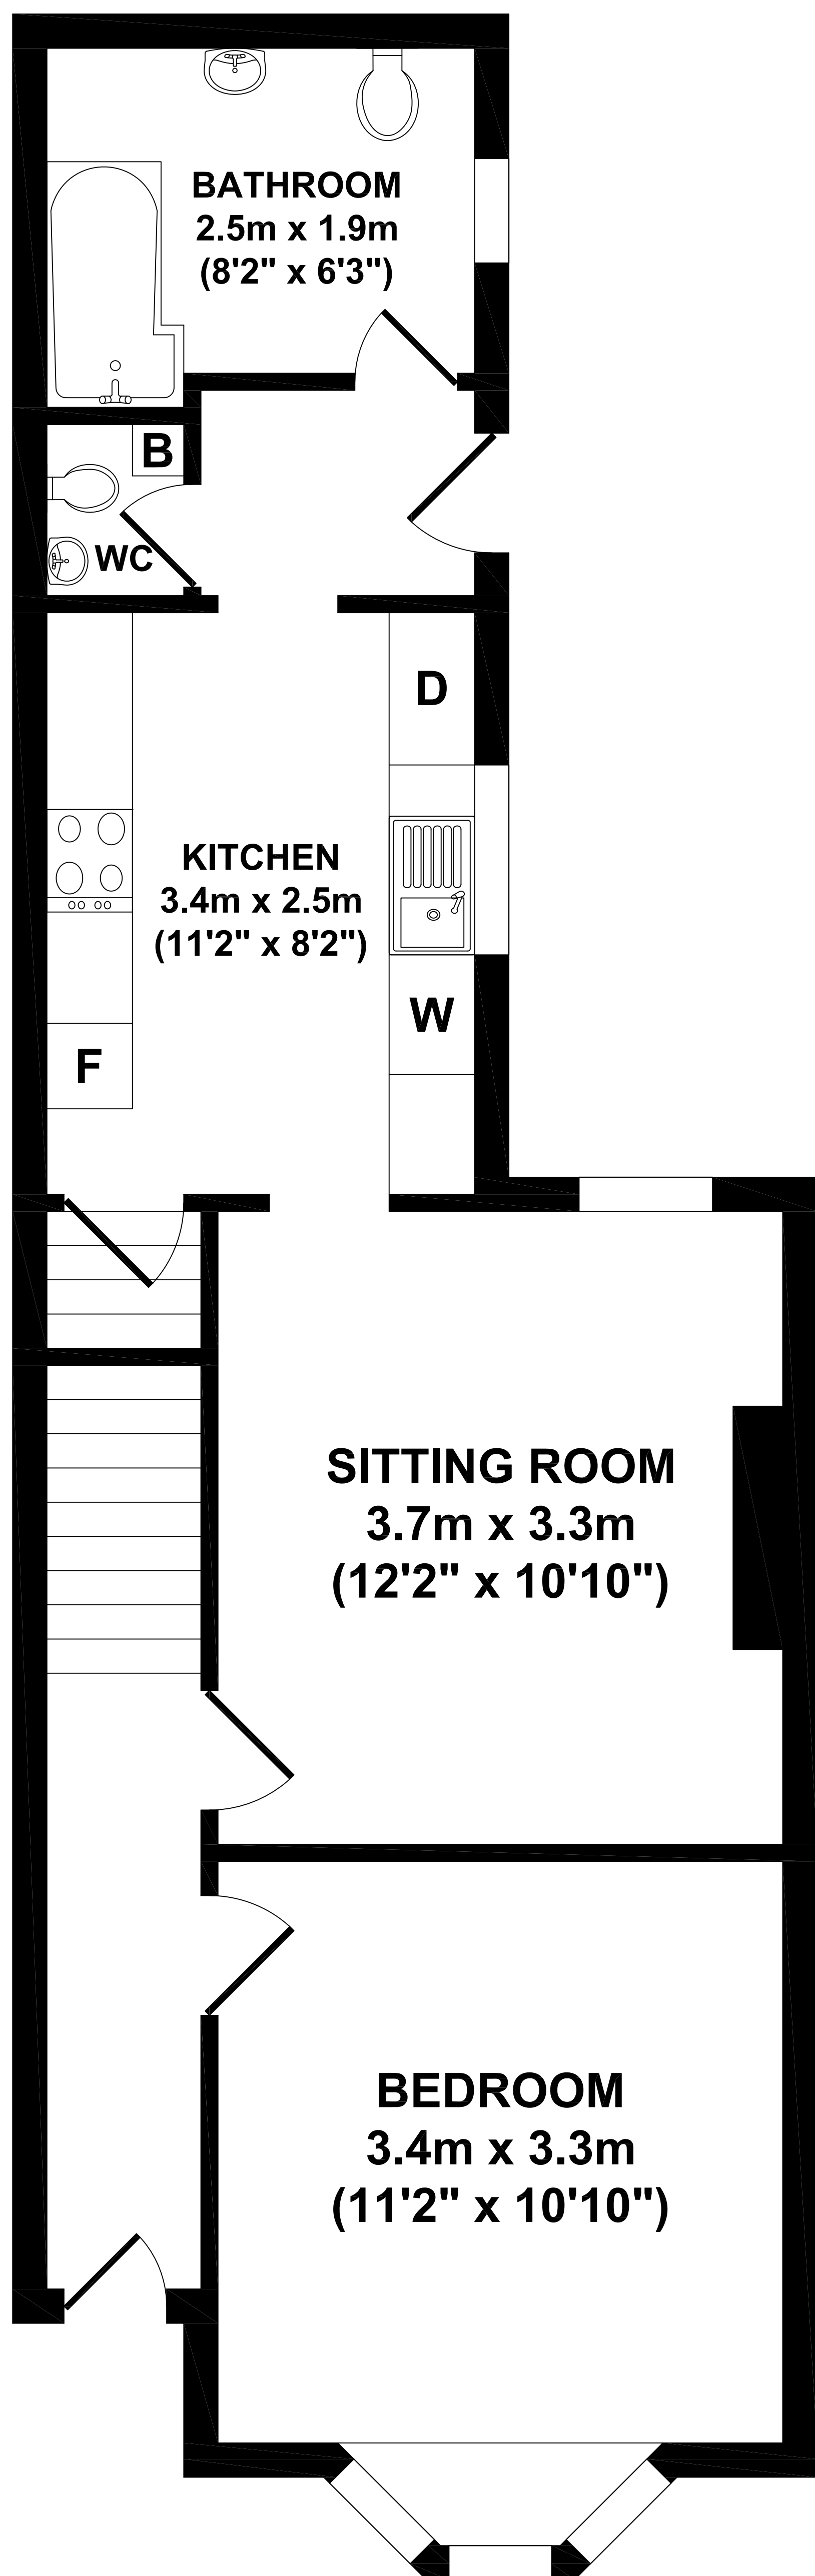 BATHROOM
2.5m x 1.9m
(8'2" x 6'3")
B
WC
D
KITCHEN
3.4m x 2.5m
(11'2" x 8'2")
W
F
SITTING ROOM
3.7m x 3.3m
(12'2" x 10'10")
BEDROOM
3.4m x 3.3m
(11'2" x 10'10")